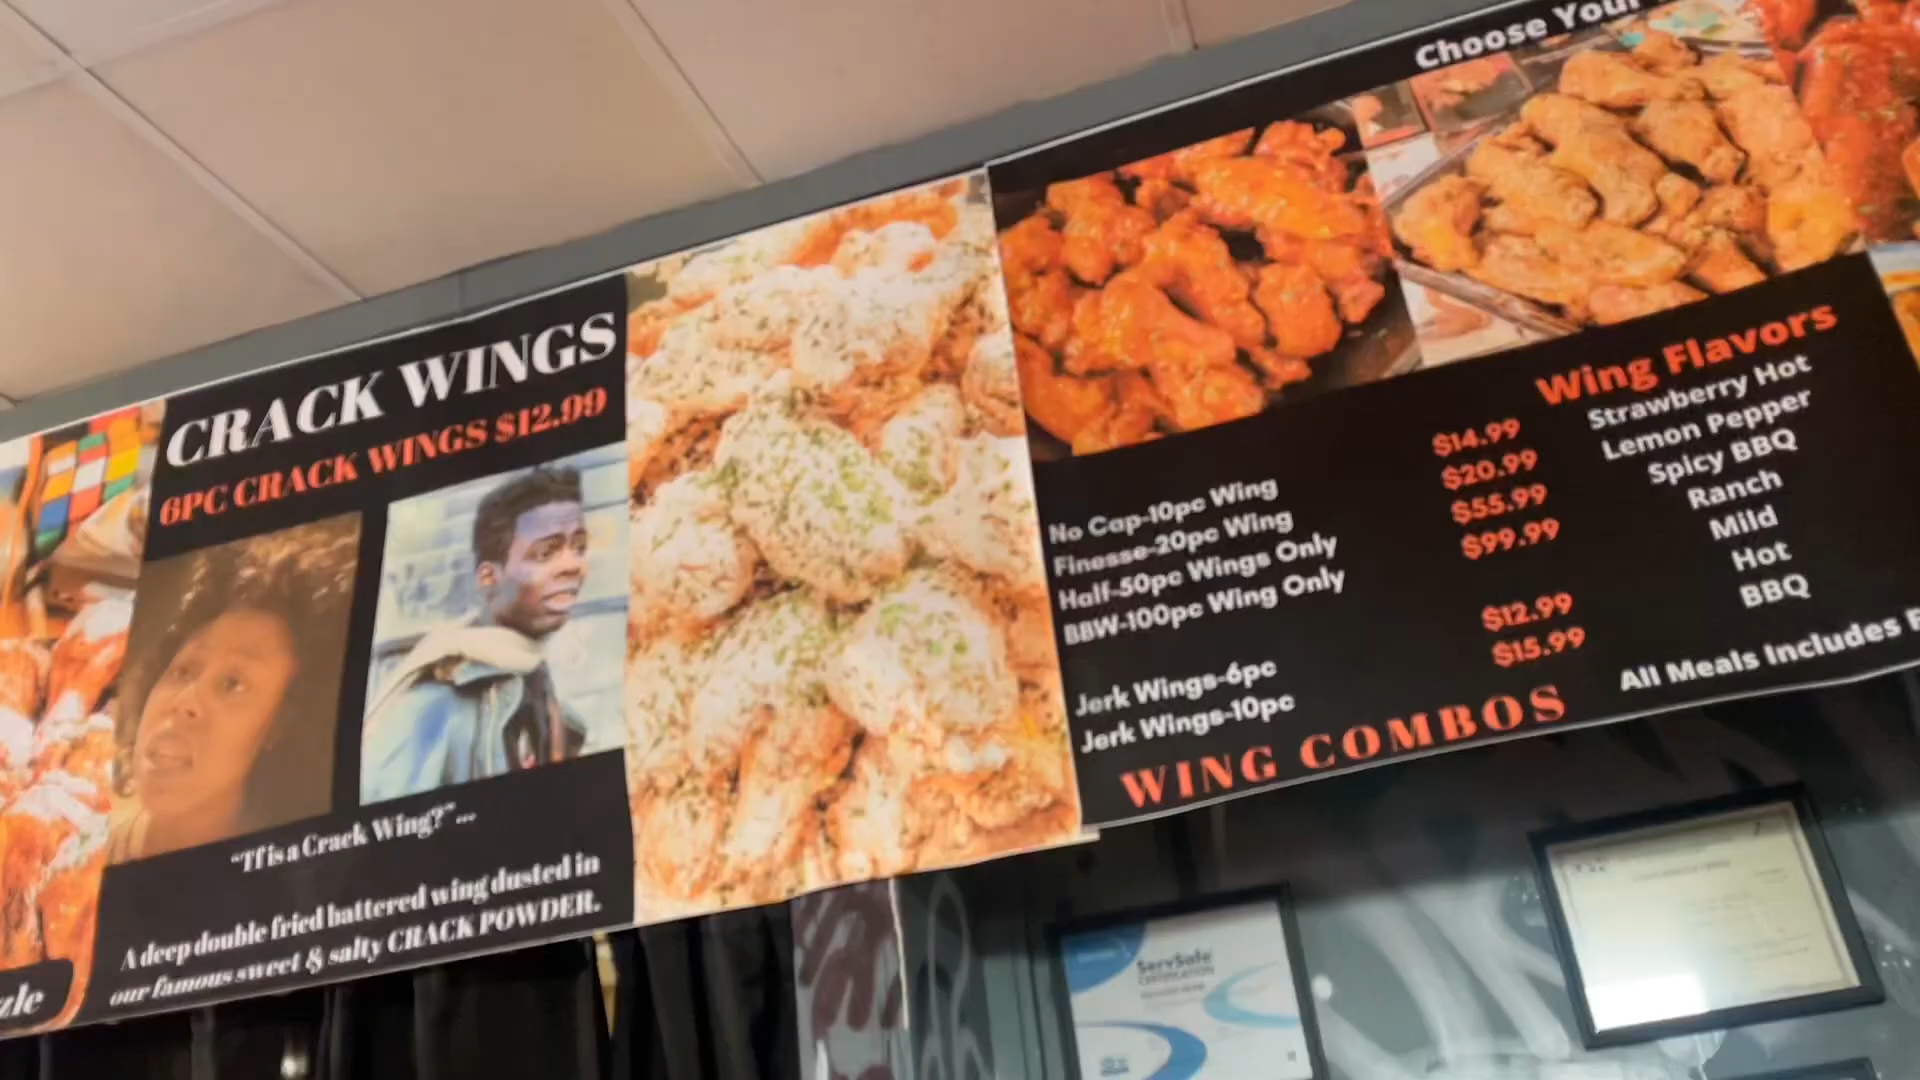 CRACK WINGS
6PC CRACK WINGS $12.99
"Tf is a Crack Wing?"...
A deep double fried battered wing dusted in
our famous sweet & salty CRACK POWDER.
zle
Choose Your
No Cap-10pc Wing $14.99
Finesse-20pc Wing $20.99
Half-50pc Wings Only $55.99
BBW-100pc Wing Only $99.99
Jerk Wings-6pc $12.99
Jerk Wings-10pc $15.99
WING COMBOS
Wing Flavors
Strawberry Hot
Lemon Pepper
Spicy BBQ
Ranch
Mild
Hot
BBQ
All Meals Includes F
ServSafe
CERTIFICATION